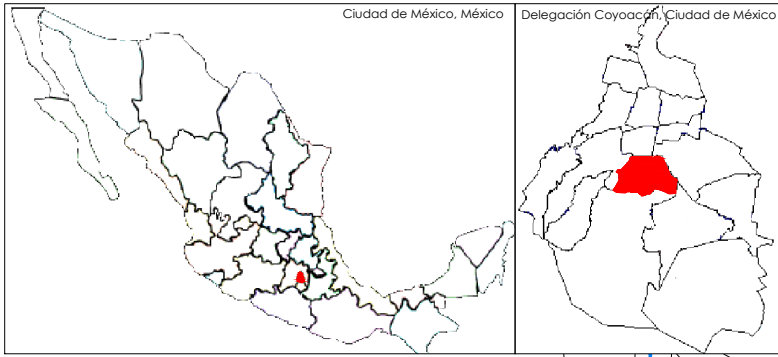 Ciudad de México, México
Delegación Coyoacán, Ciudad de México